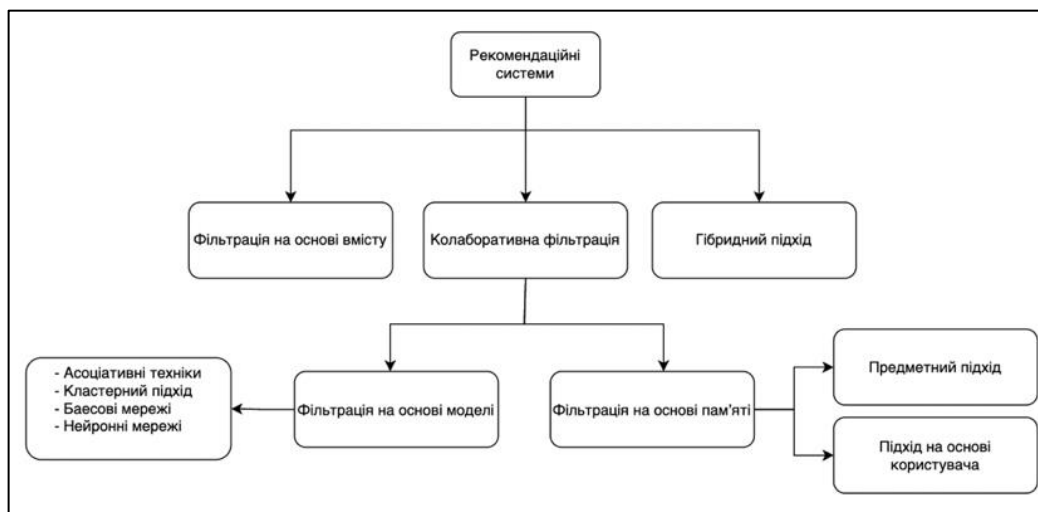 Рекомендаційні
системи
Фільтрація на основі вмісту
Колаборативна фільтрація
Гібридний підхід
- Асоціативні техніки
- Кластерний підхід
- Баєсові мережі
- Нейронні мережі
Фільтрація на основі моделі
Фільтрація на основі пам'яті
Предметний підхід
Підхід на основі
користувача